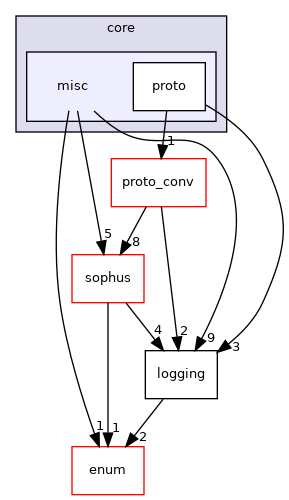 core
misc
proto
1
proto_conv
5
8
sophus
4
2
9
3
logging
1
1
2
enum